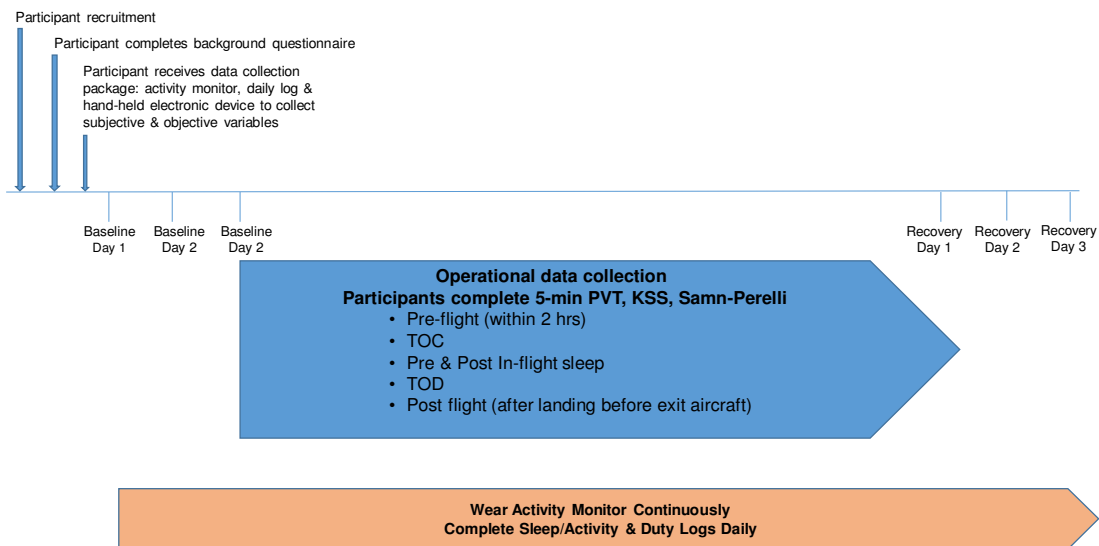 Participant recruitment
Participant completes background questionnaire
Participant receives data collection
package: activity monitor, daily log &
hand-held electronic device to collect
subjective & objective variables
Baseline
Day 1
Baseline
Day 2
Baseline
Day 2
Recovery
Day 1
Recovery
Day 2
Recovery
Day 3
Operational data collection
Participants complete 5-min PVT, KSS, Samn-Perelli
• Pre-flight (within 2 hrs)
• TOC
• Pre & Post In-flight sleep
• TOD
• Post flight (after landing before exit aircraft)
Wear Activity Monitor Continuously
Complete Sleep/Activity & Duty Logs Daily